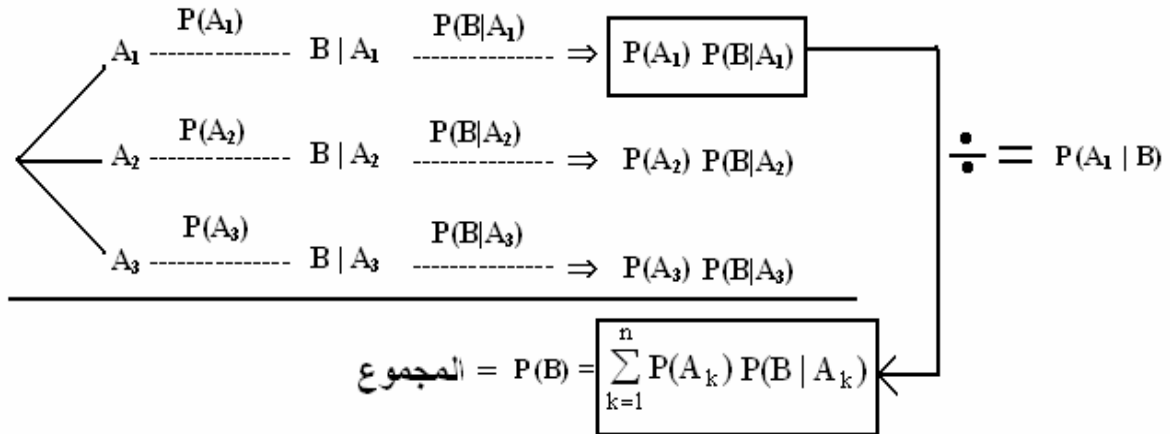 P(A₁) P(B|A₁)
A₁ -------------- B | A₁ -------------- ⇒ P(A₁) P(B|A₁)
P(A₂) P(B|A₂)
A₂ -------------- B | A₂ -------------- ⇒ P(A₂) P(B|A₂) ÷ = P(A₁ | B)
P(A₃) P(B|A₃)
A₃ -------------- B | A₃ -------------- ⇒ P(A₃) P(B|A₃)
المجموع = P(B) = ∑_{k=1}^{n} P(A_k) P(B | A_k)